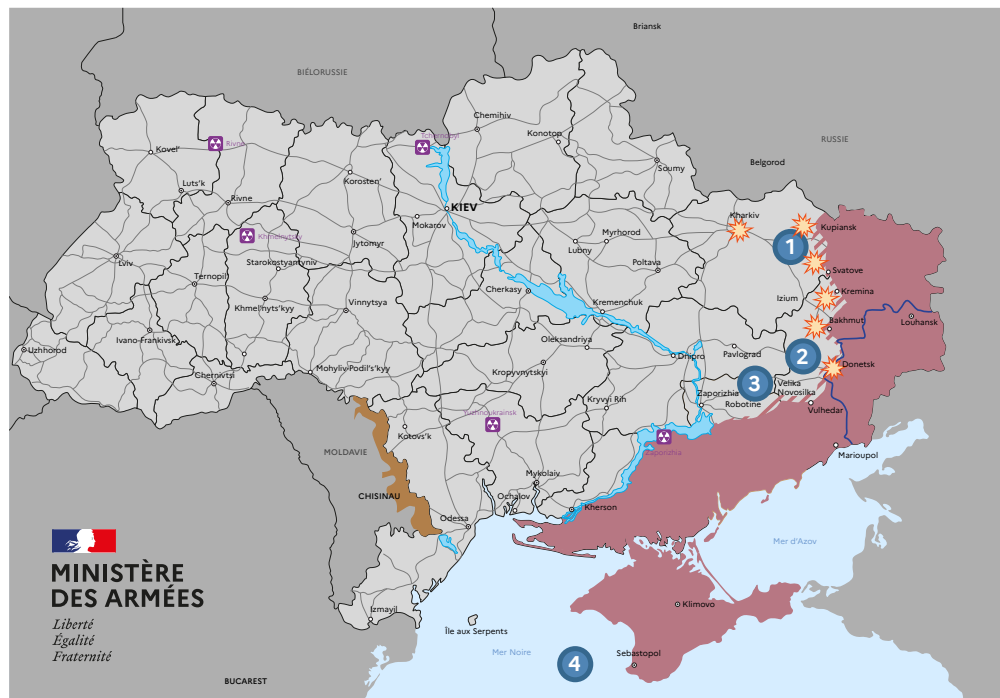 Briansk
BIÉLORUSSIE
Tchernobyl
Chernihiv
Konotop
RUSSIE
Rivne
Kovel'
Soumy
Belgorod
Luts'k
Korosten'
Rivne
KIEV
Kharkiv
Kupiansk
Khmelnytsky
Makarov
Jytomyr
Myrhorod
Lubny
1
Lviv
Starokostyantyniv
Poltava
Svatove
Ternopil
Cherkasy
Kremina
Izium
Khmel'nyts'kyy
Vinnytsya
Kremenchuk
Bakhmut
Louhansk
Ivano-Frankivsk
Oleksandriya
Uzhhorod
Dnipro
Pavlograd
2
Donetsk
Chernivtsi
Mohyliv-Podil's'kyy
Kropyvnytskyi
3
Velika
Novosilka
Zaporizhia
Robotine
Kryvyi Rih
Vulhedar
Yuzhnoukrainsk
Kotovs'k
MOLDAVIE
Zaporizhia
Marioupol
Mykolaiv
CHISINAU
Ochalov
Kherson
Odessa
Mer d'Azov
MINISTÈRE
DES ARMÉES
Liberté
Égalité
Fraternité
Izmayil
Klimovo
Île aux Serpents
Mer Noire
Sebastopol
4
BUCAREST